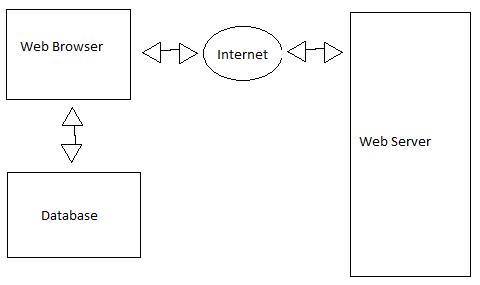 Web Browser
Internet
Web Server
Database